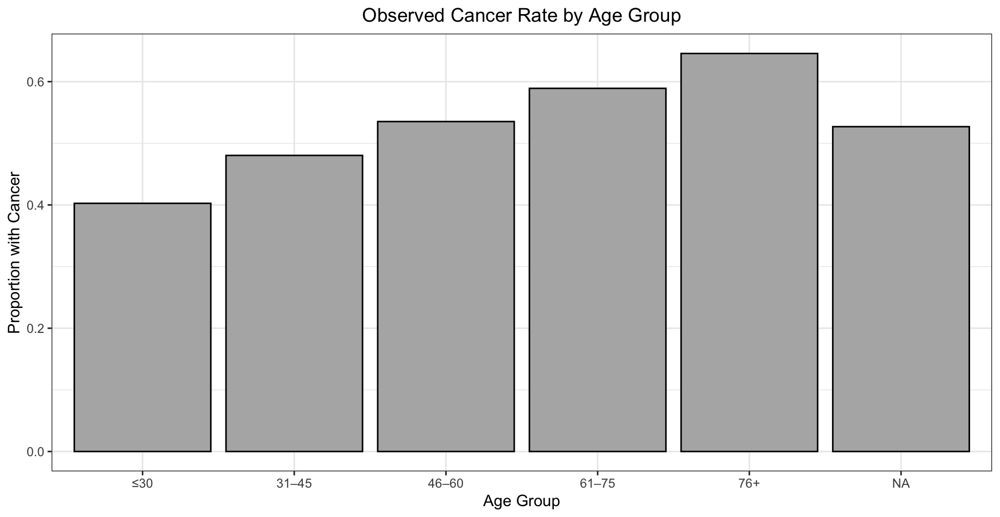 Observed Cancer Rate by Age Group
Proportion with Cancer
0.6
0.4
0.2
0.0
≤30 31–45 46–60 61–75 76+ NA
Age Group